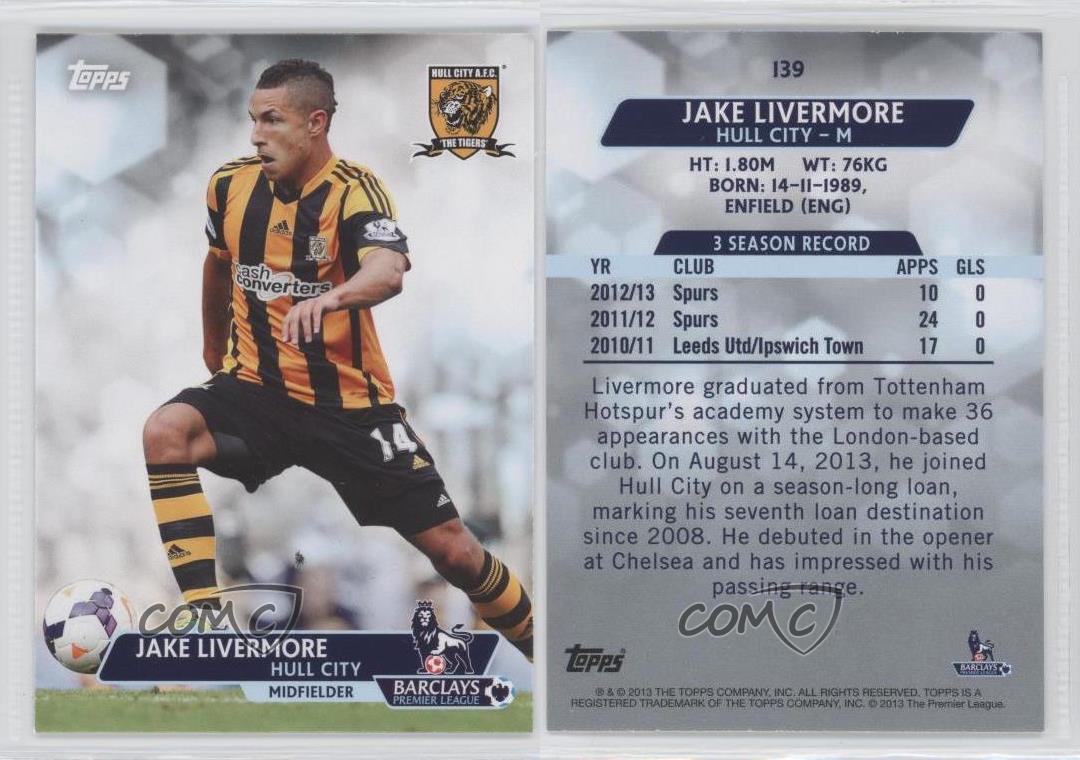 Topps
HULL CITY A.F.C.
'THE TIGERS'
adidas
cash
converters
14
adidas
COMC
JAKE LIVERMORE
HULL CITY
MIDFIELDER
BARCLAYS
PREMIER LEAGUE
139
JAKE LIVERMORE
HULL CITY – M
HT: 1.80M WT: 76KG
BORN: 14-11-1989,
ENFIELD (ENG)
3 SEASON RECORD
YR CLUB APPS GLS
2012/13 Spurs 10 0
2011/12 Spurs 24 0
2010/11 Leeds Utd/Ipswich Town 17 0
Livermore graduated from Tottenham
Hotspur's academy system to make 36
appearances with the London-based
club. On August 14, 2013, he joined
Hull City on a season-long loan,
marking his seventh loan destination
since 2008. He debuted in the opener
at Chelsea and has impressed with his
passing range.
COMC
Topps
BARCLAYS
PREMIER LEAGUE
® & © 2013 THE TOPPS COMPANY, INC. ALL RIGHTS RESERVED. TOPPS IS A
REGISTERED TRADEMARK OF THE TOPPS COMPANY, INC. © 2013 The Premier League.